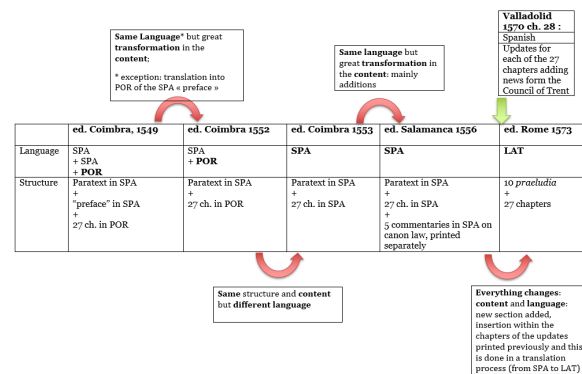 Same Language* but great
transformation in the
content;
* exception: translation into
POR of the SPA « preface »
Same language but
great transformation in
the content: mainly
additions
Valladolid
1570 ch. 28 :
Spanish
Updates for
each of the 27
chapters adding
news form the
Council of Trent
ed. Coimbra, 1549
ed. Coimbra 1552
ed. Coimbra 1553
ed. Salamanca 1556
ed. Rome 1573
Language
SPA
+ SPA
+ POR
SPA
+ POR
SPA
SPA
LAT
Structure
Paratext in SPA
+
"preface" in SPA
+
27 ch. in POR
Paratext in SPA
+
27 ch. in POR
Paratext in SPA
+
27 ch. in SPA
Paratext in SPA
+
27 ch. in SPA
+
5 commentaries in SPA on
canon law, printed
separately
10 praeludia
+
27 chapters
Same structure and content
but different language
Everything changes:
content and language:
new section added,
insertion within the
chapters of the updates
printed previously and this
is done in a translation
process (from SPA to LAT)